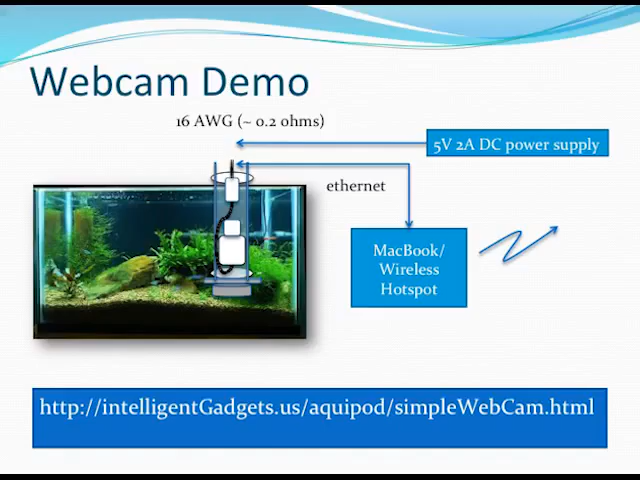 Webcam Demo
16 AWG (~ 0.2 ohms)
5V 2A DC power supply
ethernet
MacBook/
Wireless
Hotspot
http://intelligentGadgets.us/aquipod/simpleWebCam.html